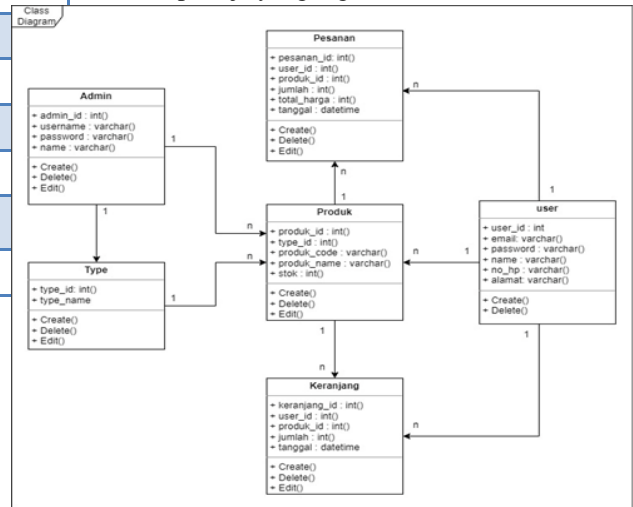 Class
Diagram
Pesanan
+ pesanan_id: int()
+ user_id : int()
+ produk_id : int()
+ jumlah : int()
+ total_harga : int()
+ tanggal : datetime
+ Create()
+ Delete()
+ Edit()
Admin
+ admin_id : int()
+ username : varchar()
+ password : varchar()
+ name : varchar()
+ Create()
+ Delete()
+ Edit()
Produk
+ produk_id : int()
+ type_id : int()
+ produk_code : varchar()
+ produk_name : varchar()
+ stok : int()
+ Create()
+ Delete()
+ Edit()
user
+ user_id : int
+ email: varchar()
+ password : varchar()
+ name : varchar()
+ no_hp : varchar()
+ alamat: varchar()
+ Create()
+ Delete()
Type
+ type_id: int()
+ type_name
+ Create()
+ Delete()
+ Edit()
Keranjang
+ keranjang_id : int()
+ user_id : int()
+ produk_id : int()
+ jumlah : int()
+ tanggal : datetime
+ Create()
+ Delete()
+ Edit()
1
n
1
1
n
n
1
n
1
n
1
n
1
n
1
n